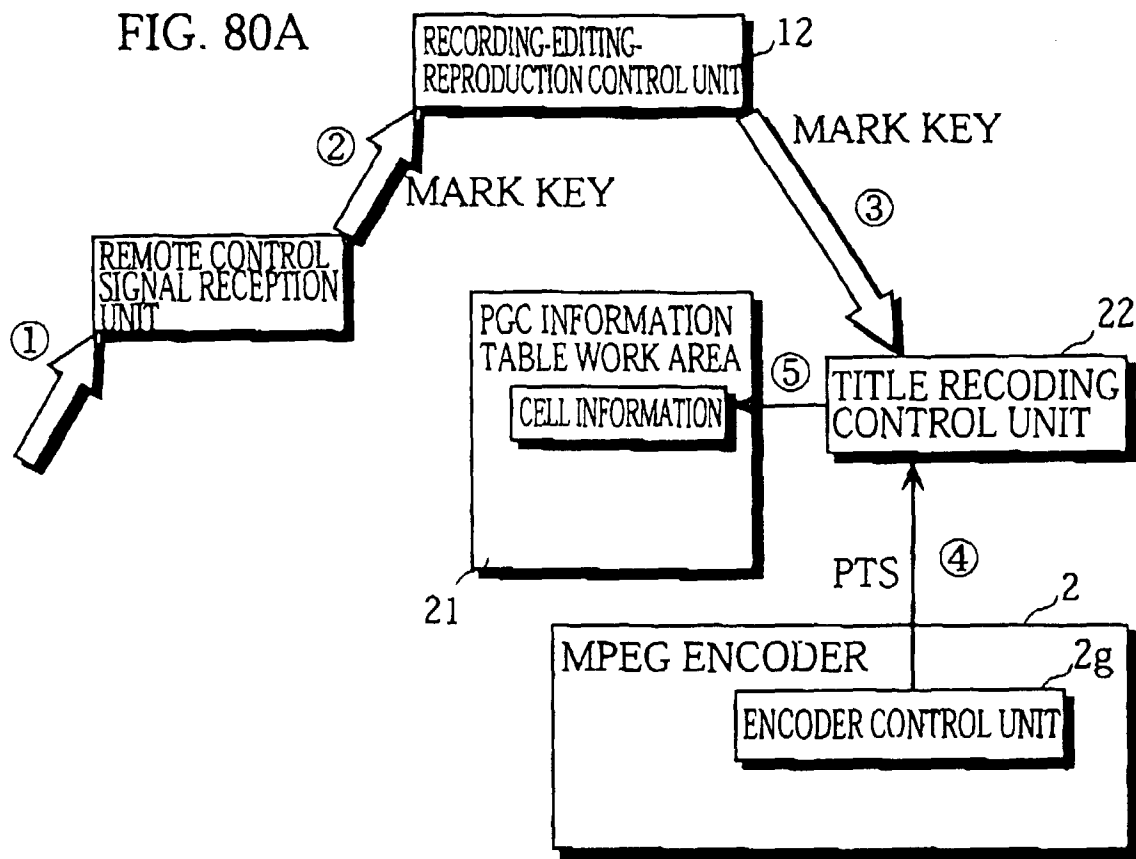 FIG. 80A
RECORDING-EDITING-
REPRODUCTION CONTROL UNIT
12
②
MARK KEY
MARK KEY
③
REMOTE CONTROL
SIGNAL RECEPTION
UNIT
①
PGC INFORMATION
TABLE WORK AREA
CELL INFORMATION
⑤
22
TITLE RECODING
CONTROL UNIT
21
PTS
④
2
MPEG ENCODER
2g
ENCODER CONTROL UNIT